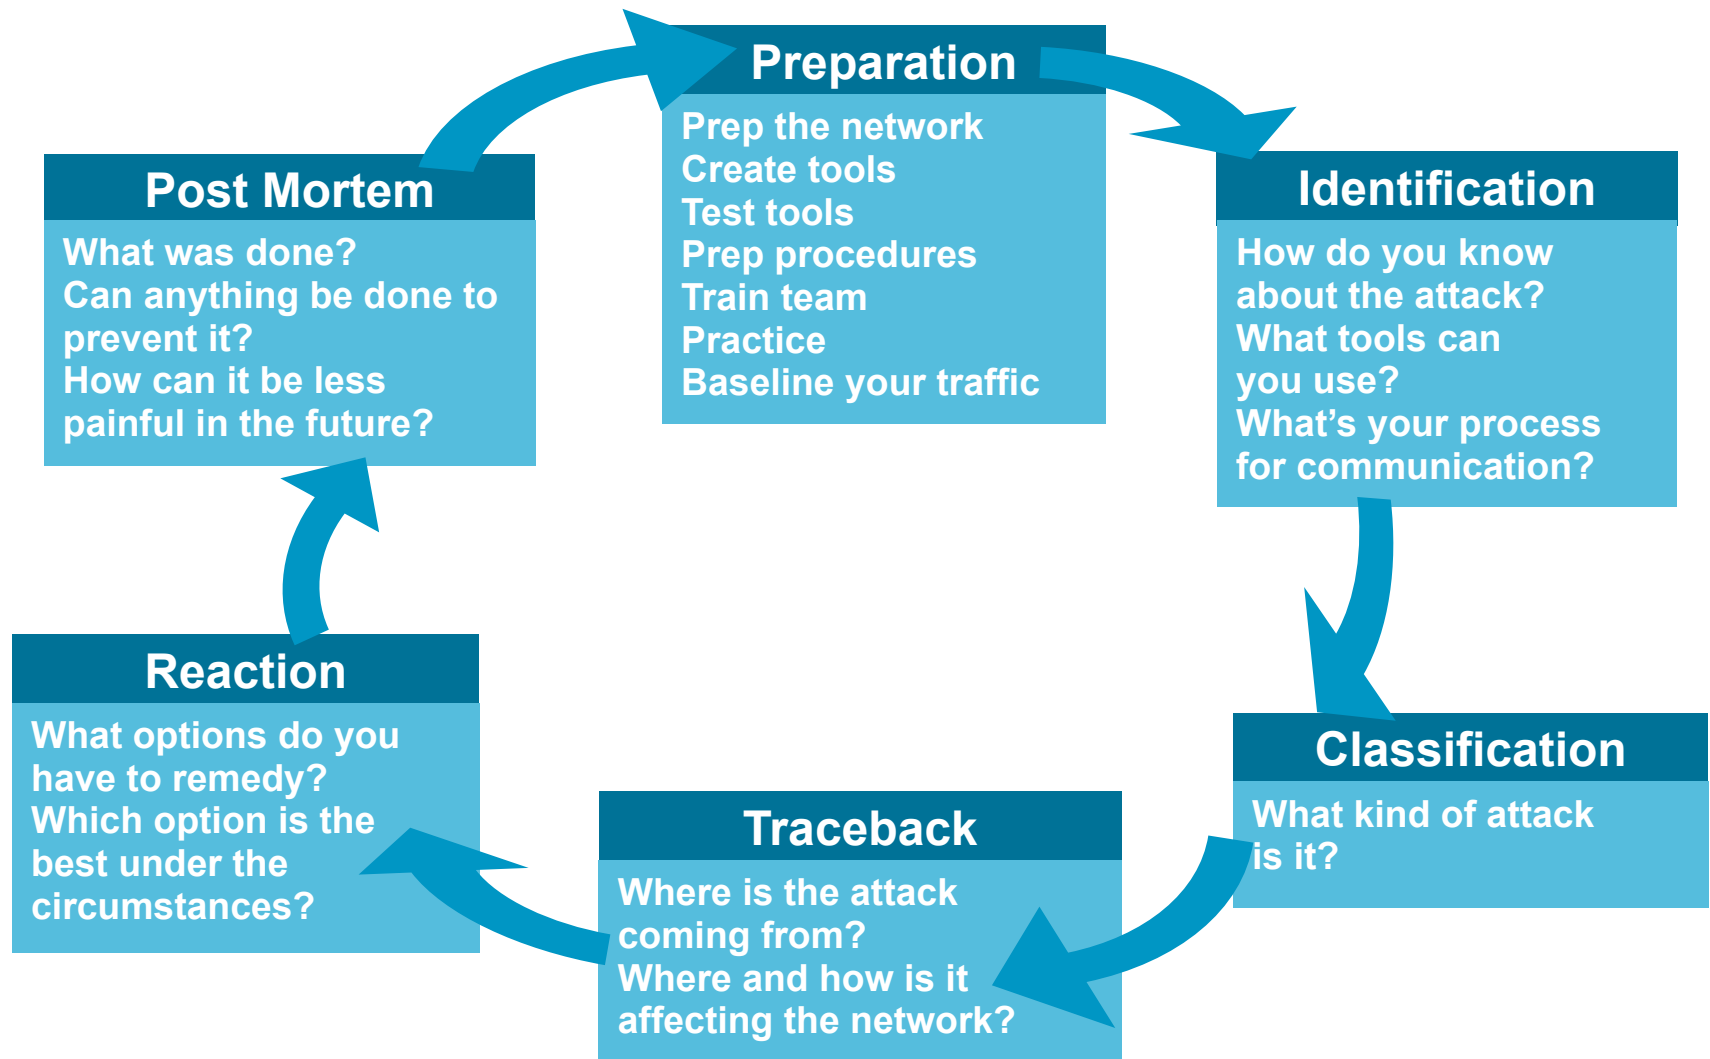 Preparation
Prep the network
Create tools
Test tools
Prep procedures
Train team
Practice
Baseline your traffic
Identification
How do you know
about the attack?
What tools can
you use?
What’s your process
for communication?
Classification
What kind of attack
is it?
Traceback
Where is the attack
coming from?
Where and how is it
affecting the network?
Reaction
What options do you
have to remedy?
Which option is the
best under the
circumstances?
Post Mortem
What was done?
Can anything be done to
prevent it?
How can it be less
painful in the future?